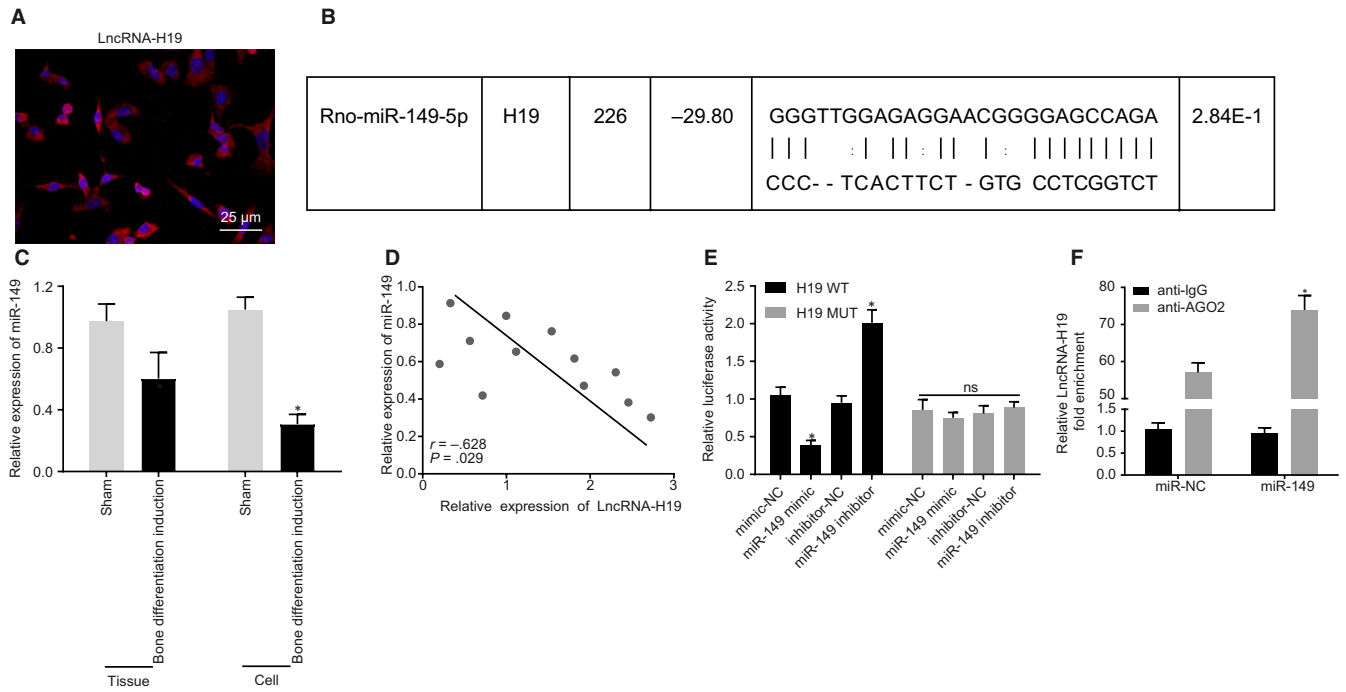 A
LncRNA-H19
25 µm
B
Rno-miR-149-5p
H19
226
–29.80
GGGTTGGAGAGGAACGGGGAGCCAGA
| | | : | | | : | | | : | | | | | | | | |
CCC- - TCACTTCT - GTG CCTCGGTCT
2.84E-1
C
Relative expression of miR-149
1.2
0.8
0.4
0.0
Sham
Bone differentiation induction
Sham
Bone differentiation induction
*
*
Tissue
Cell
D
Relative expression of miR-149
1.0
0.8
0.6
0.4
0.2
0.0
r = –.628
P = .029
0
1
2
3
Relative expression of LncRNA-H19
E
Relative luciferase activity
H19 WT
H19 MUT
2.5
2.0
1.5
1.0
0.5
0.0
*
*
ns
mimic-NC
miR-149 mimic
inhibitor-NC
miR-149 inhibitor
mimic-NC
miR-149 mimic
inhibitor-NC
miR-149 inhibitor
F
Relative LncRNA-H19
fold enrichment
anti-IgG
anti-AGO2
80
70
60
50
1.5
1.0
0.5
0.0
*
miR-NC
miR-149